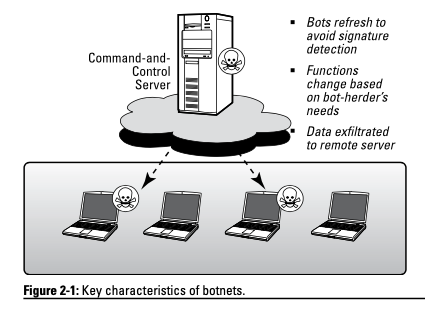 Command-and-
Control
Server
▪ Bots refresh to
avoid signature
detection
▪ Functions
change based
on bot-herder's
needs
▪ Data exfiltrated
to remote server
Figure 2-1: Key characteristics of botnets.